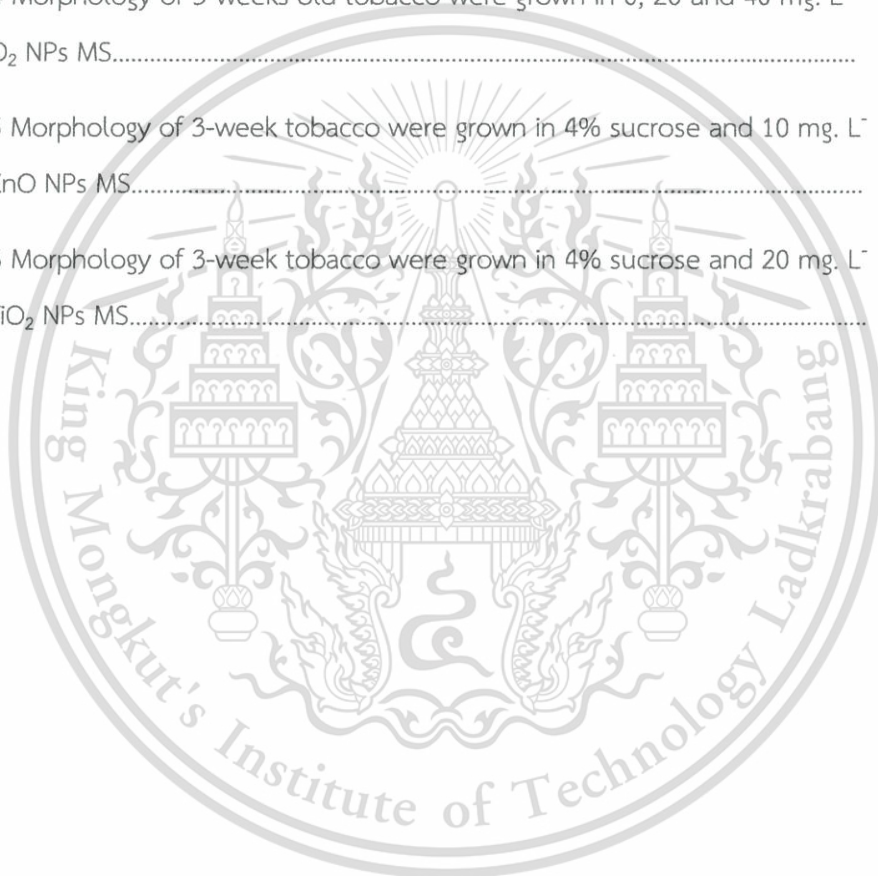 Morphology of 3 weeks old tobacco were grown in 0, 20 and 40 mg. L⁻
O₂ NPs MS
Morphology of 3-week tobacco were grown in 4% sucrose and 10 mg. L⁻
ZnO NPs MS
Morphology of 3-week tobacco were grown in 4% sucrose and 20 mg. L⁻
TiO₂ NPs MS
King Mongkut's Institute of Technology Ladkrabang